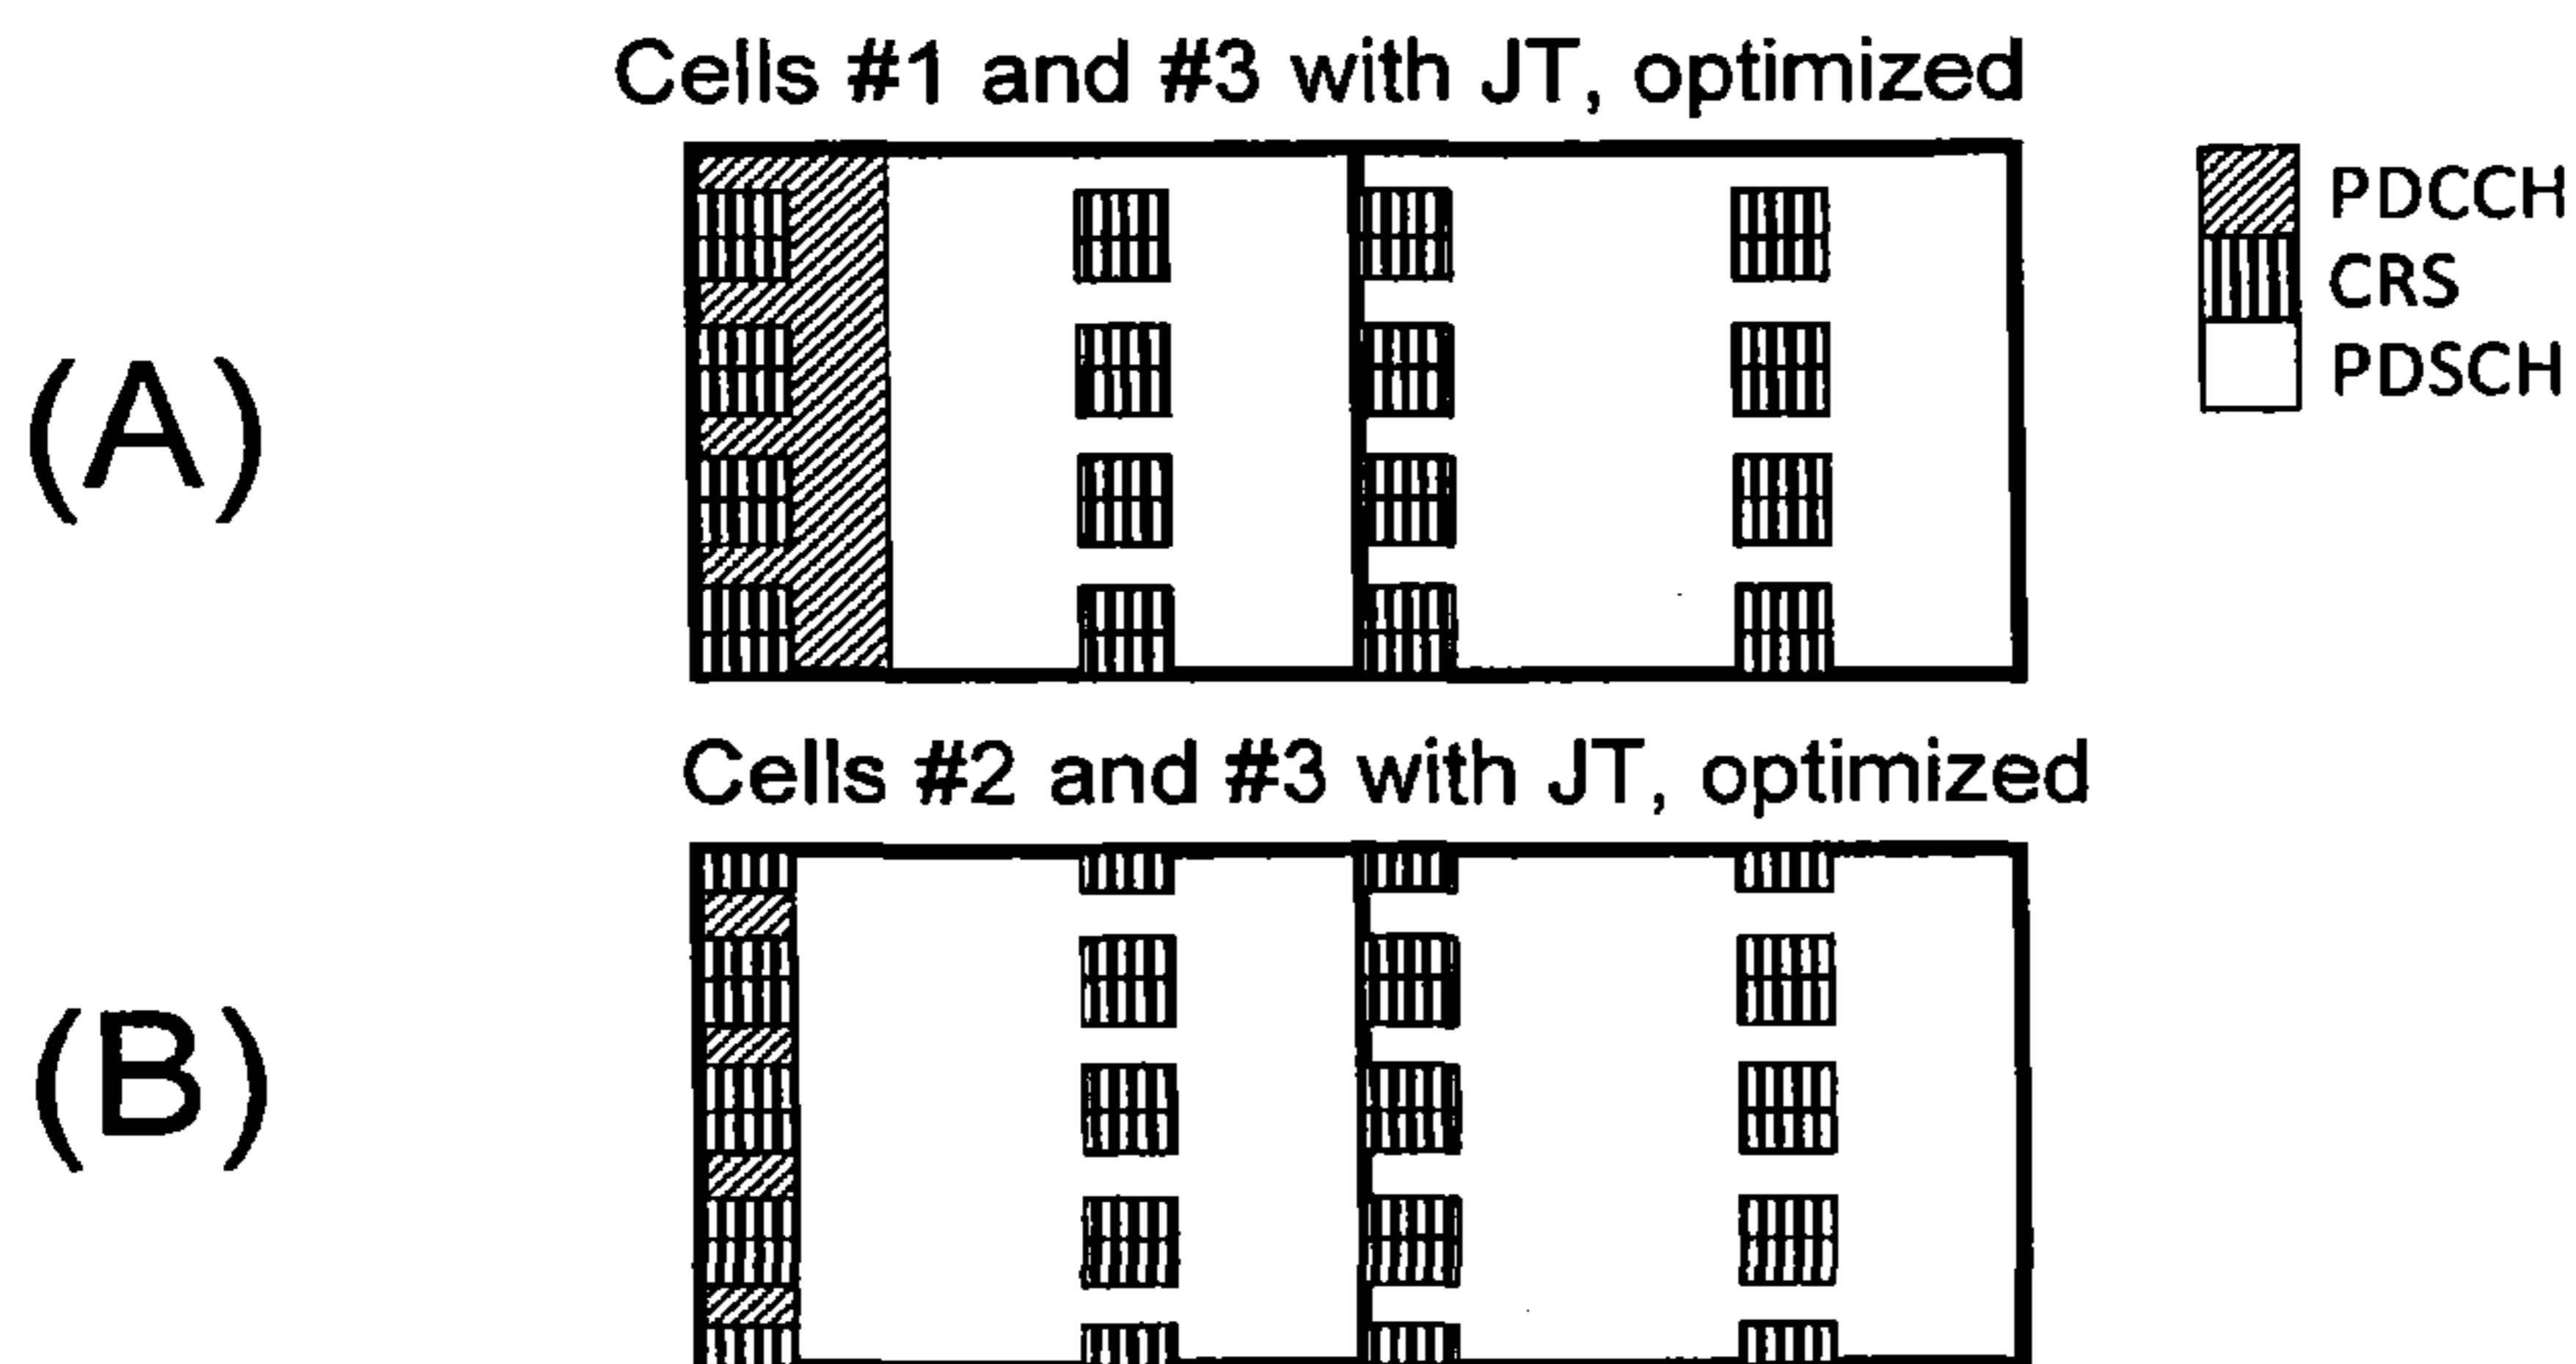 Cells #1 and #3 with JT, optimized
PDCCH
CRS
PDSCH
(A)
Cells #2 and #3 with JT, optimized
(B)